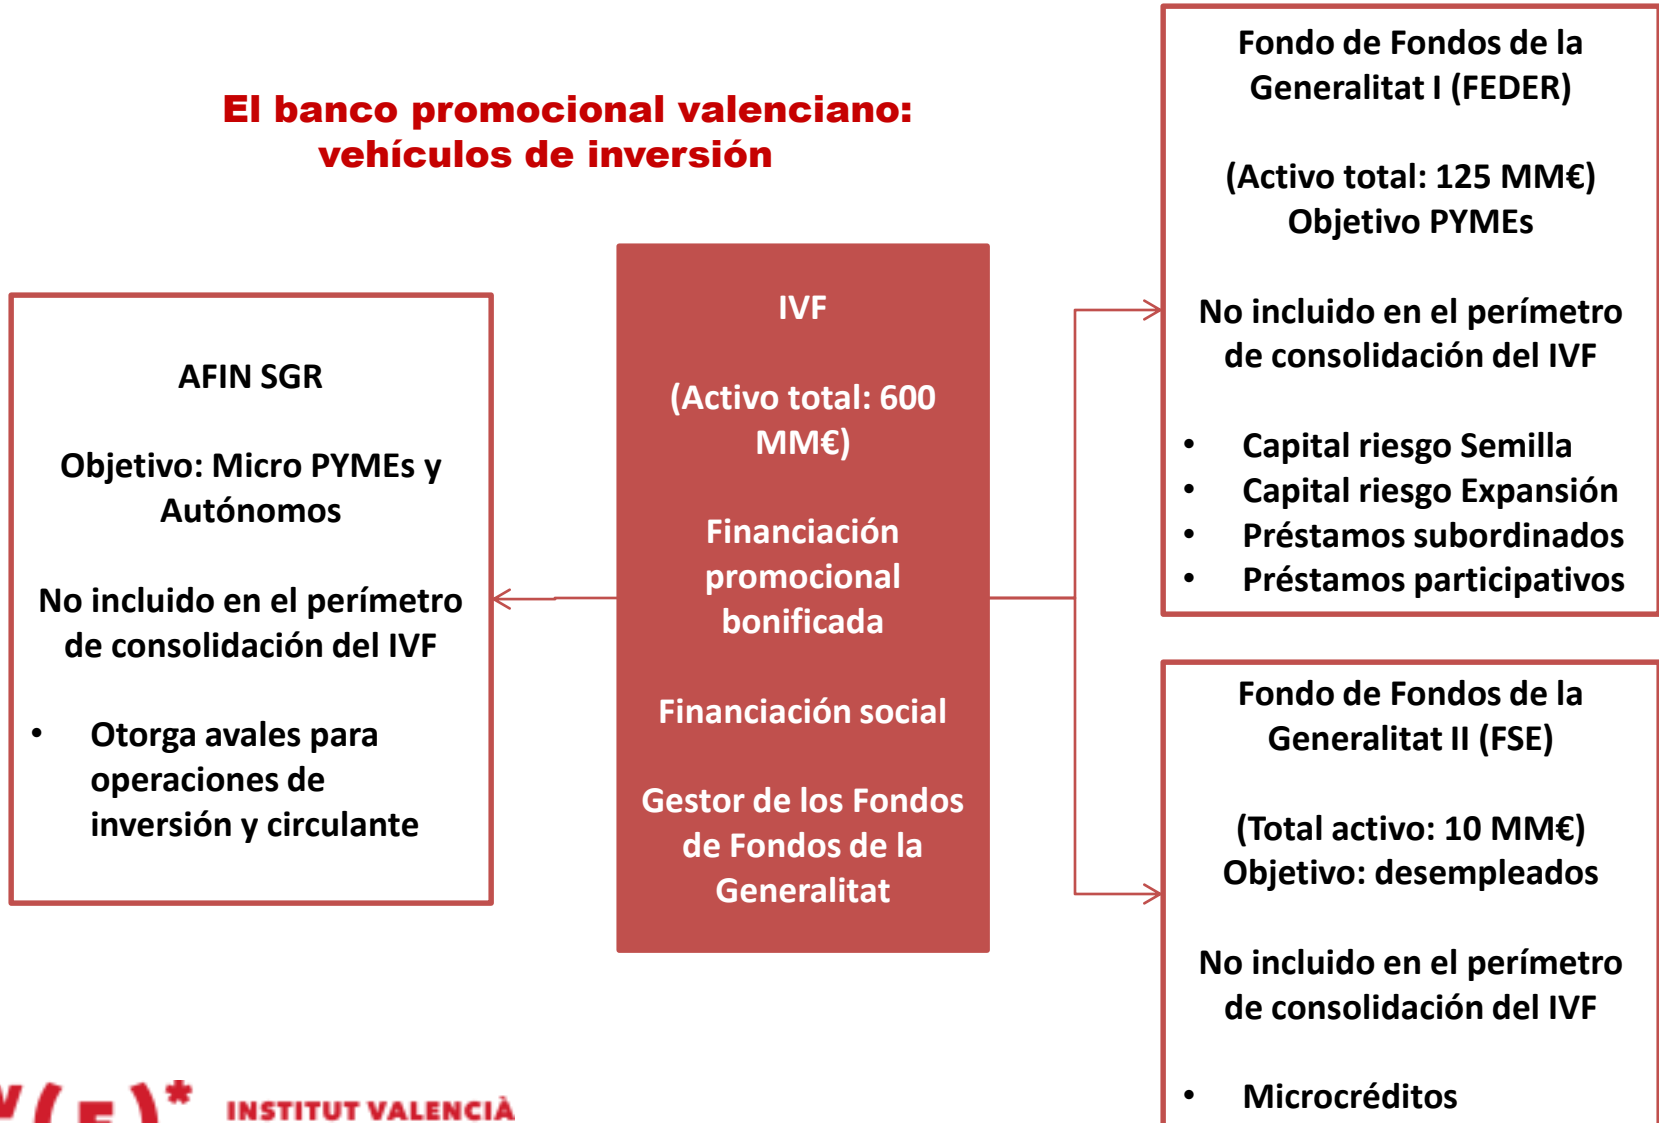 El banco promocional valenciano:
vehículos de inversión
AFIN SGR
Objetivo: Micro PYMEs y
Autónomos
No incluido en el perímetro
de consolidación del IVF
• Otorga avales para
operaciones de
inversión y circulante
IVF
(Activo total: 600
MM€)
Financiación
promocional
bonificada
Financiación social
Gestor de los Fondos
de Fondos de la
Generalitat
Fondo de Fondos de la
Generalitat I (FEDER)
(Activo total: 125 MM€)
Objetivo PYMEs
No incluido en el perímetro
de consolidación del IVF
• Capital riesgo Semilla
• Capital riesgo Expansión
• Préstamos subordinados
• Préstamos participativos
Fondo de Fondos de la
Generalitat II (FSE)
(Total activo: 10 MM€)
Objetivo: desempleados
No incluido en el perímetro
de consolidación del IVF
• Microcréditos
INSTITUT VALENCIÀ